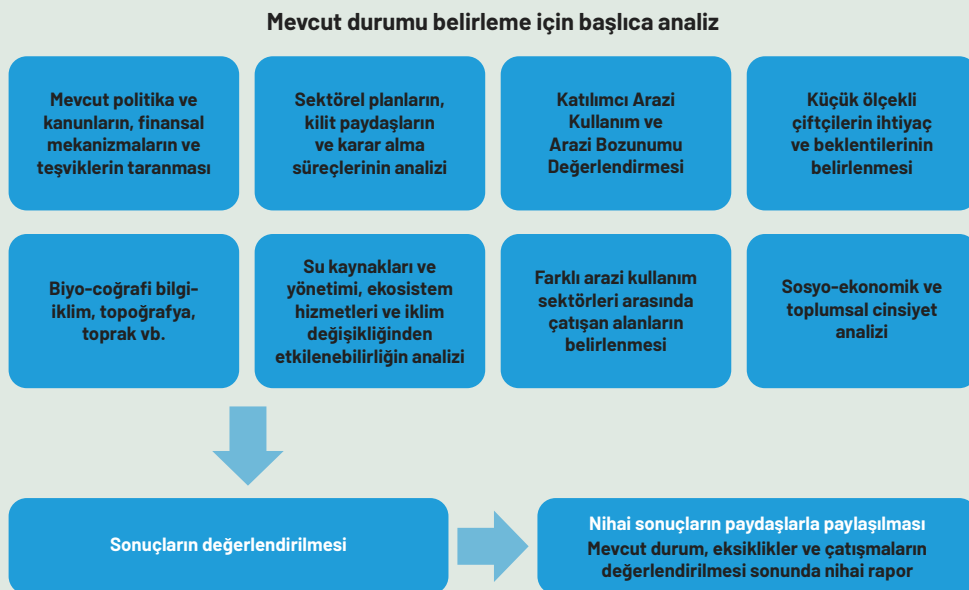 Mevcut durumu belirleme için başlıca analiz
Mevcut politika ve
kanunların, finansal
mekanizmaların ve
teşviklerin taranması
Sektörel planların,
kilit paydaşların
ve karar alma
süreçlerinin analizi
Katılımcı Arazi
Kullanım ve
Arazi Bozunumu
Değerlendirmesi
Küçük ölçekli
çiftçilerin ihtiyaç
ve beklentilerinin
belirlenmesi
Biyo-coğrafi bilgi-
iklim, topoğrafya,
toprak vb.
Su kaynakları ve
yönetimi, ekosistem
hizmetleri ve iklim
değişikliğinden
etkilenebilirliğin analizi
Farklı arazi kullanım
sektörleri arasında
çatışan alanların
belirlenmesi
Sosyo-ekonomik ve
toplumsal cinsiyet
analizi
Sonuçların değerlendirilmesi
Nihai sonuçların paydaşlarla paylaşılması
Mevcut durum, eksiklikler ve çatışmaların
değerlendirilmesi sonunda nihai rapor